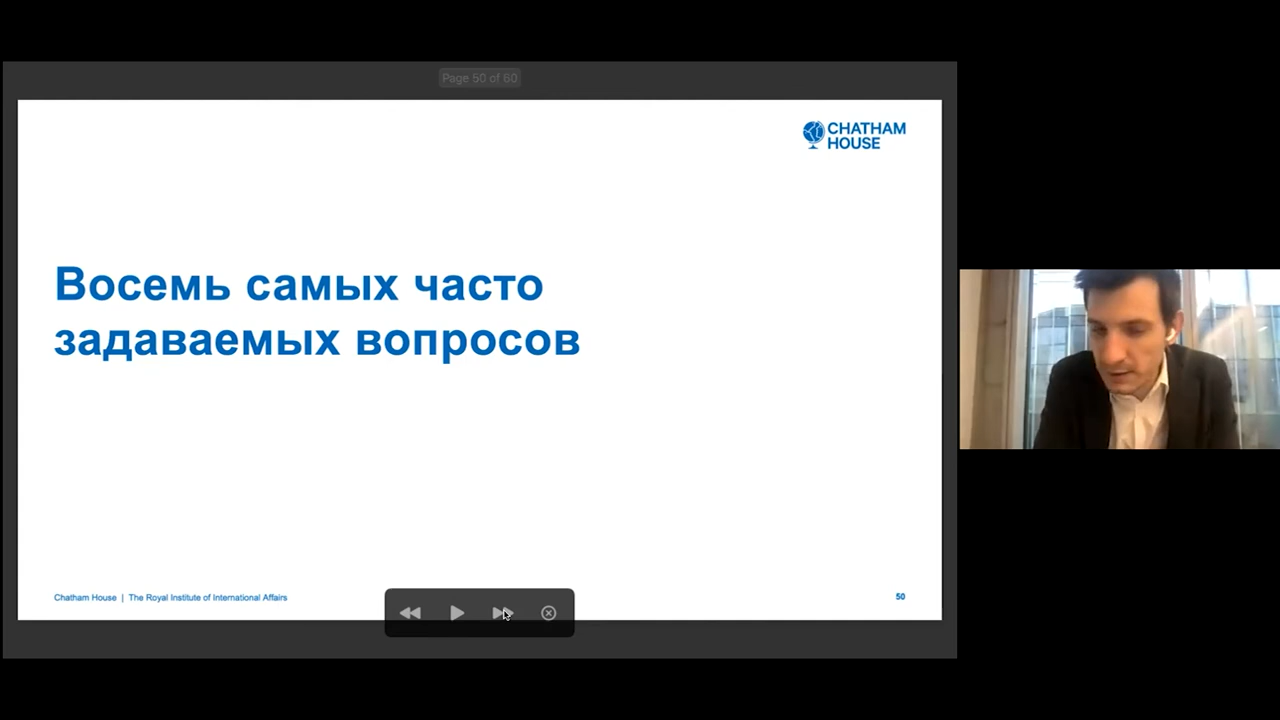 Page 50 of 60
CHATHAM
HOUSE
Восемь самых часто
задаваемых вопросов
Chatham House | The Royal Institute of International Affairs
50